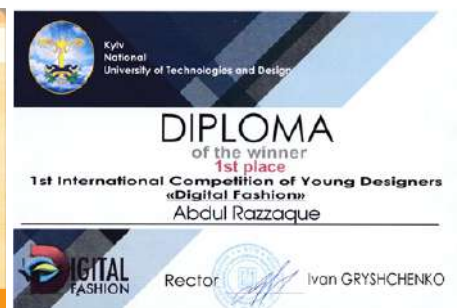 Kyiv
National
University of Technologies and Design
DIPLOMA
of the winner
1st place
1st International Competition of Young Designers
«Digital Fashion»
Abdul Razzaque
DIGITAL
FASHION
Rector
Ivan GRYSHCHENKO